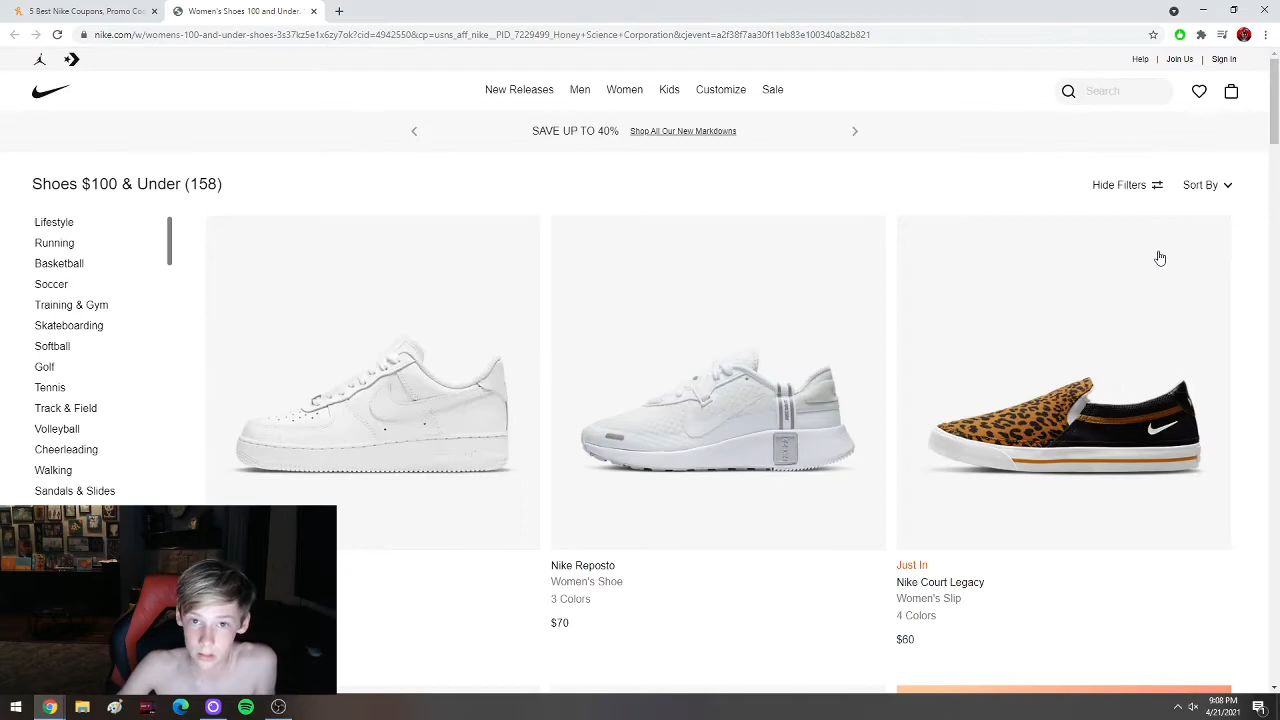 5 Best Nike Coupons, Promo Co
Women's Shoes 100 and Under.
nike.com/w/womens-100-and-under-shoes-3s37kz5e1x6zy7ok?cid=4942550&cp=usns_aff_nike__PID_7229499_Honey+Science+Corporation&cjevent=a2f38f7aa30f11eb83e100340a82b821
Help | Join Us | Sign In
New Releases Men Women Kids Customize Sale
Search
SAVE UP TO 40% Shop All Our New Markdowns
Shoes $100 & Under (158)
Hide Filters Sort By
Lifestyle
Running
Basketball
Soccer
Training & Gym
Skateboarding
Softball
Golf
Tennis
Track & Field
Volleyball
Cheerleading
Walking
Sandals & Slides
Nike Reposto
Women's Shoe
3 Colors
$70
Just In
Nike Court Legacy
Women's Slip
4 Colors
$60
9:08 PM
4/21/2021